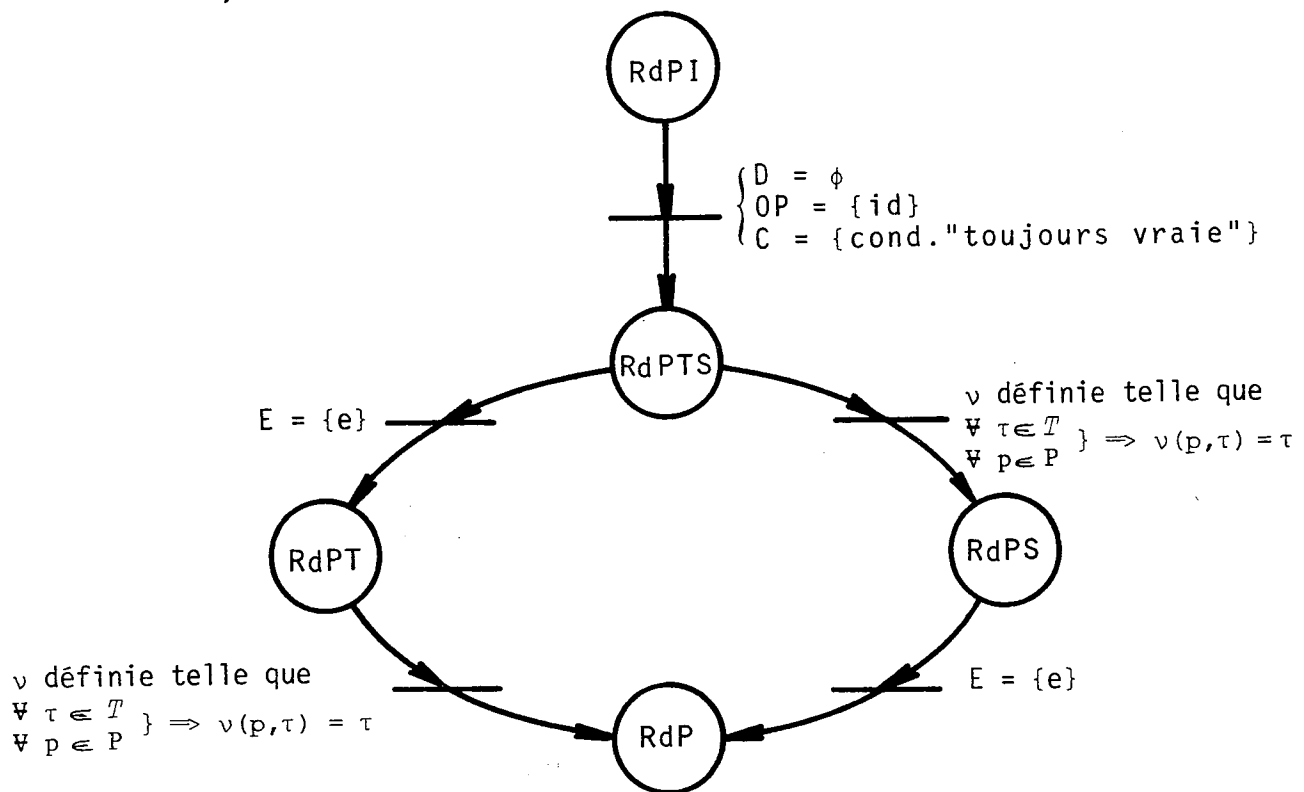 RdPI
D = ϕ
OP = {id}
C = {cond."toujours vraie"}
RdPTS
E = {e}
ν définie telle que
∀ τ ∈ T
∀ p ∈ P } ⇒ ν(p,τ) = τ
RdPT
RdPS
ν définie telle que
∀ τ ∈ T
∀ p ∈ P } ⇒ ν(p,τ) = τ
E = {e}
RdP